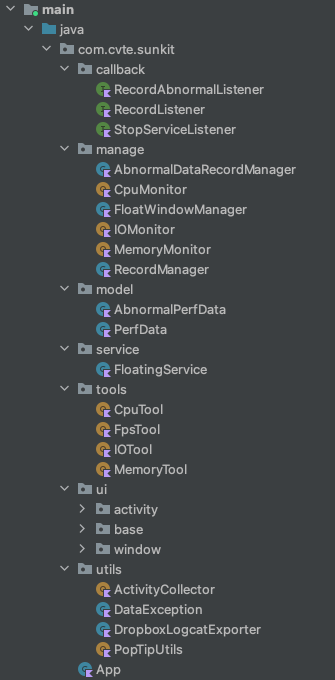 main
java
com.cvte.sunkit
callback
RecordAbnormalListener
RecordListener
StopServiceListener
manage
AbnormalDataRecordManager
CpuMonitor
FloatWindowManager
IOMonitor
MemoryMonitor
RecordManager
model
AbnormalPerfData
PerfData
service
FloatingService
tools
CpuTool
FpsTool
IOTool
MemoryTool
ui
activity
base
window
utils
ActivityCollector
DataException
DropboxLogcatExporter
PopTipUtils
App